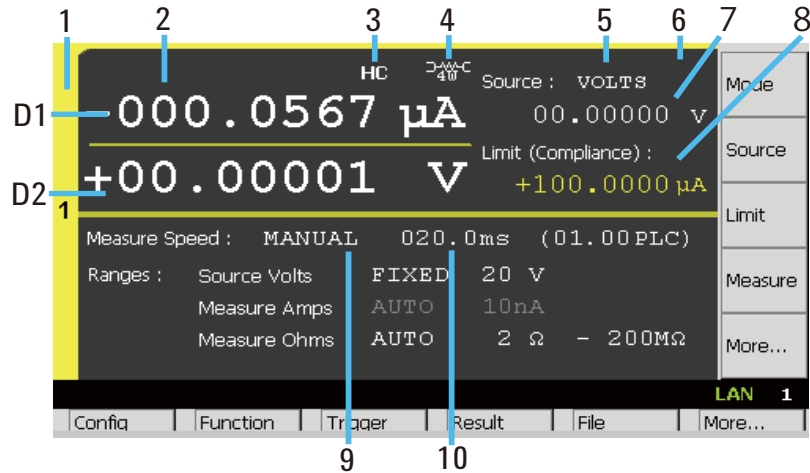 1 2 3 4 5 6 7 8
HC 4W Source : VOLTS Mode
D1 -000.0567 µA 00.00000 V
Limit (Compliance) : Source
D2 +00.00001 V +100.0000 µA
1
Limit
Measure Speed : MANUAL 020.0ms (01.00PLC)
Ranges : Source Volts FIXED 20 V Measure
Measure Amps AUTO 10nA
Measure Ohms AUTO 2 Ω - 200MΩ More...
LAN 1
Config Function Trigger Result File More...
9 10